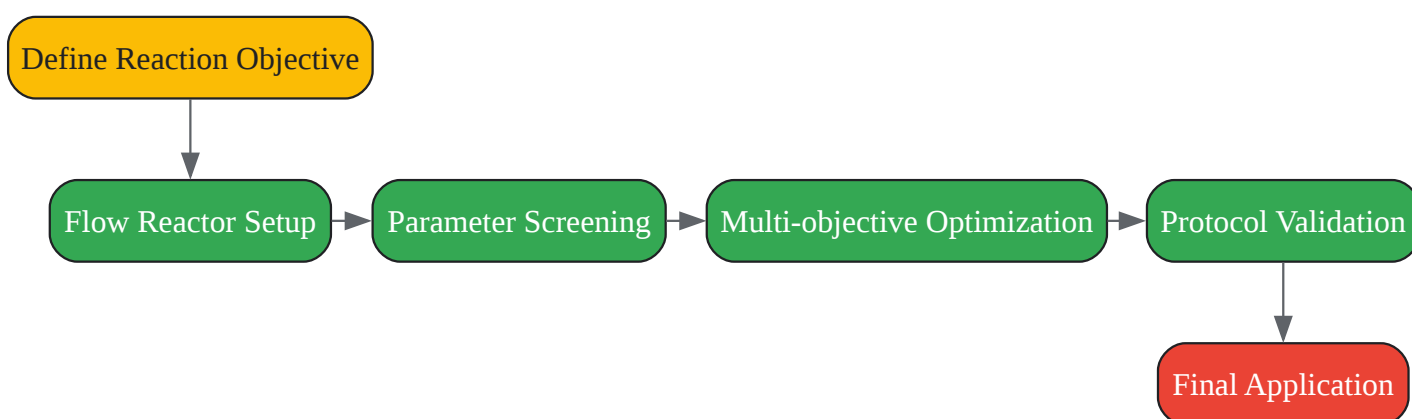 Define Reaction Objective
Flow Reactor Setup
Parameter Screening
Multi-objective Optimization
Protocol Validation
Final Application